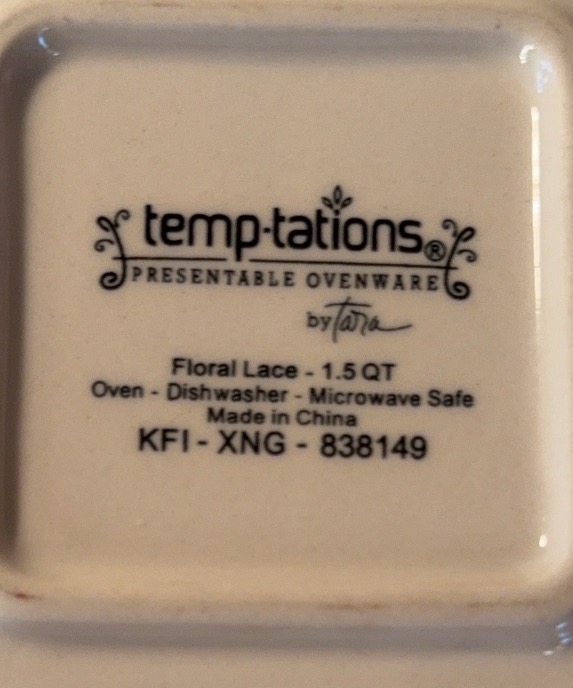 temp-tations®
PRESENTABLE OVENWARE
by Tara
Floral Lace - 1.5 QT
Oven - Dishwasher - Microwave Safe
Made in China
KFI - XNG - 838149